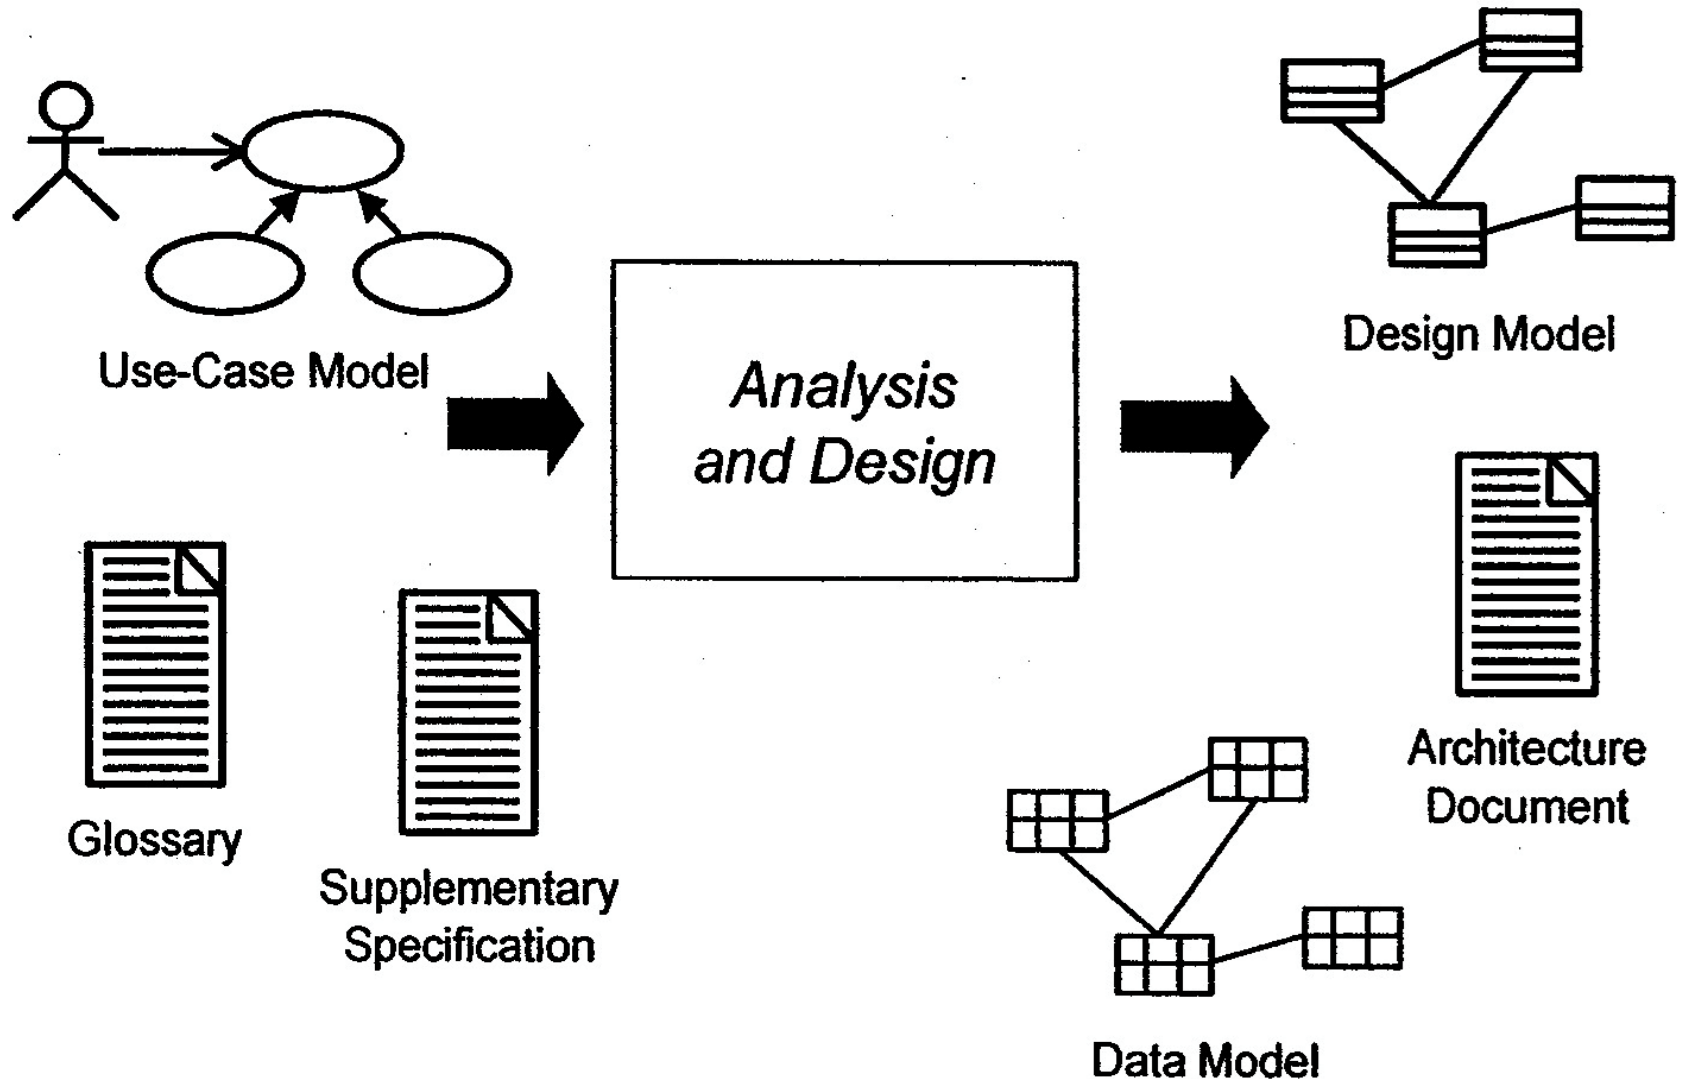 Use-Case Model
Glossary
Supplementary
Specification
Analysis
and Design
Design Model
Architecture
Document
Data Model